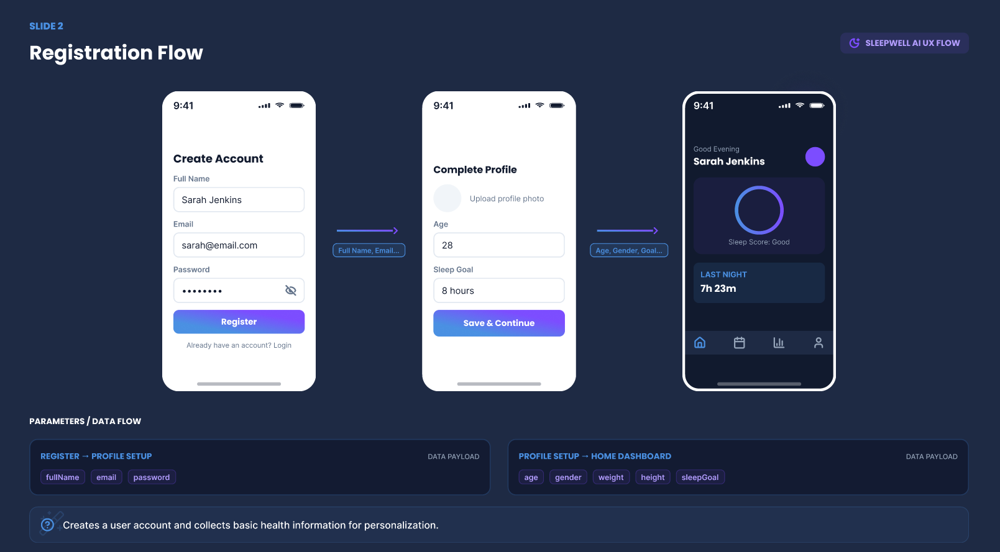 SLIDE 2
Registration Flow
SLEEPWELL AI UX FLOW
9:41
Create Account
Full Name
Sarah Jenkins
Email
sarah@email.com
Password
••••••••
Register
Already have an account? Login
Full Name, Email...
9:41
Complete Profile
Upload profile photo
Age
28
Sleep Goal
8 hours
Save & Continue
Age, Gender, Goal...
9:41
Good Evening
Sarah Jenkins
Sleep Score: Good
LAST NIGHT
7h 23m
PARAMETERS / DATA FLOW
REGISTER → PROFILE SETUP
DATA PAYLOAD
fullName email password
PROFILE SETUP → HOME DASHBOARD
DATA PAYLOAD
age gender weight height sleepGoal
Creates a user account and collects basic health information for personalization.